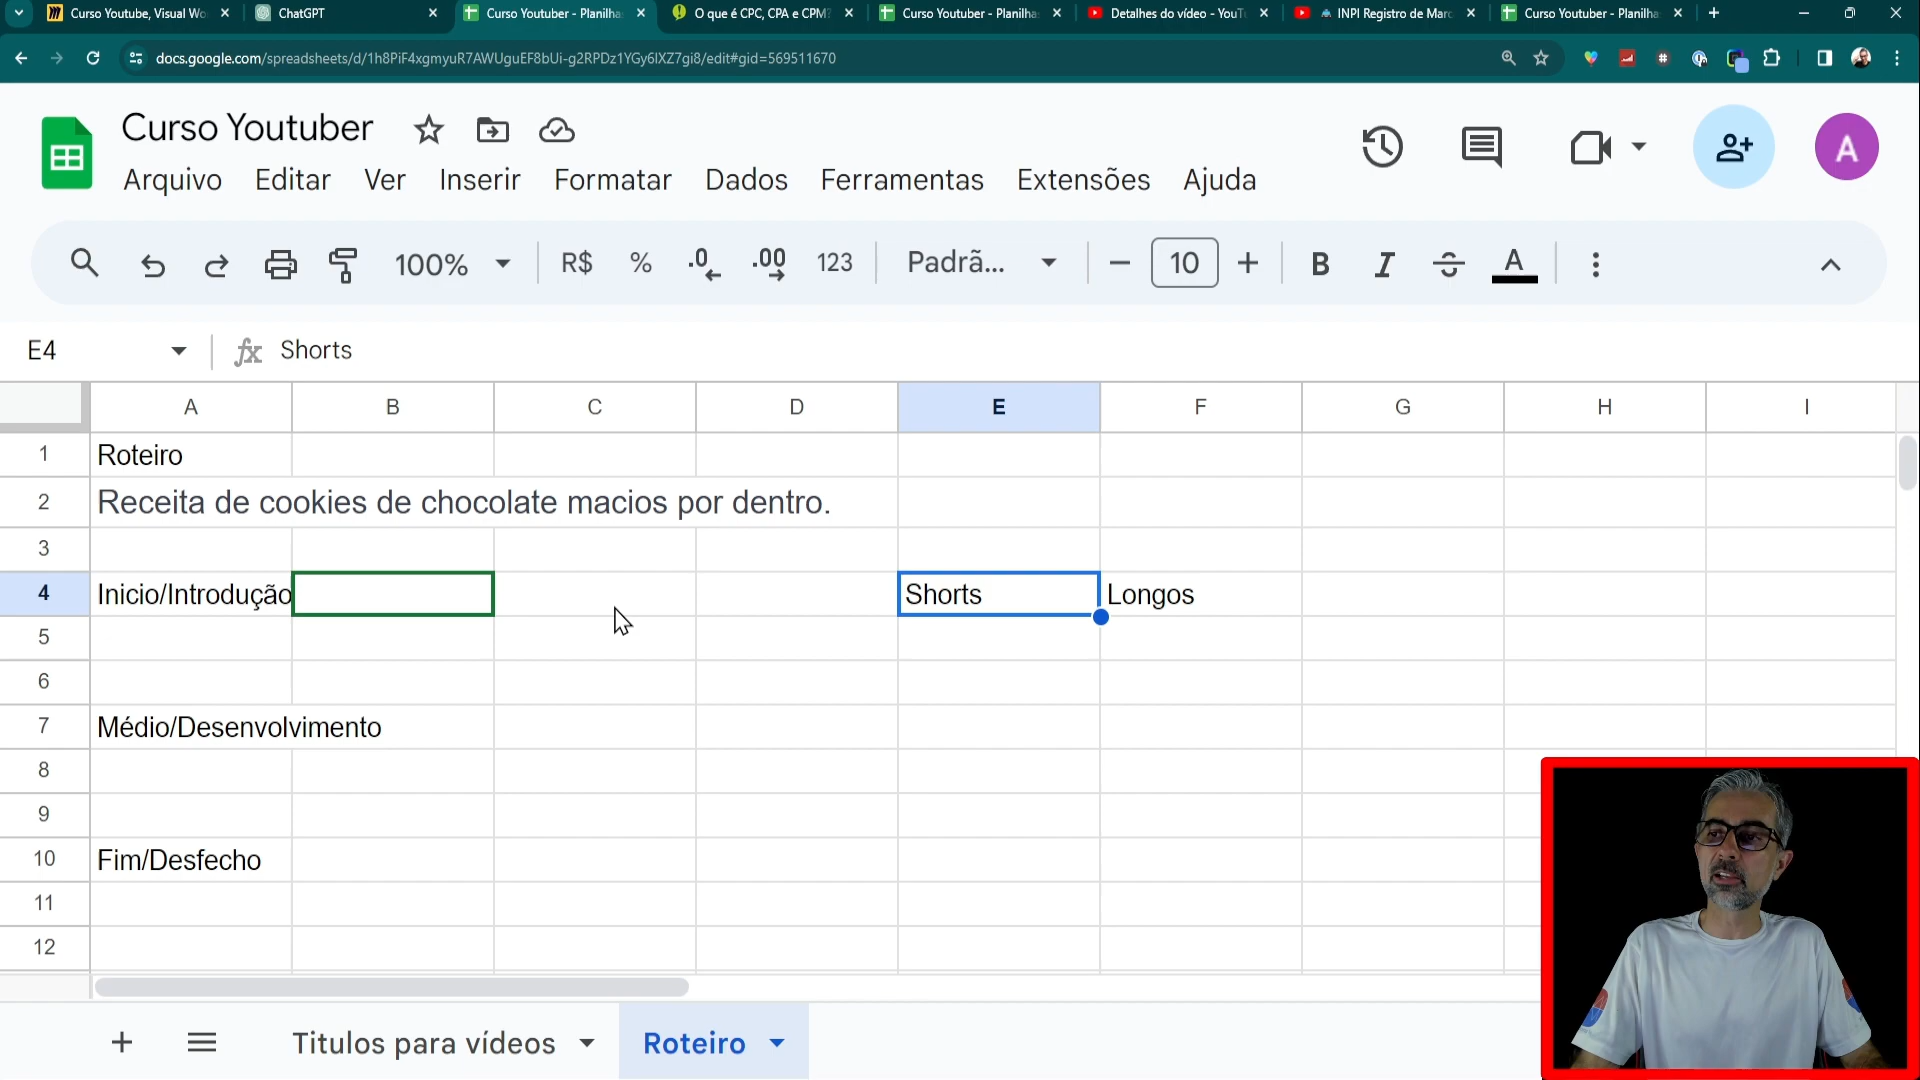 Curso Youtube, Visual Wo
ChatGPT
Curso Youtuber - Planilha
O que é CPC, CPA e CPM?
Curso Youtuber - Planilha
Detalhes do vídeo - YouTu
INPI Registro de Marc
Curso Youtuber - Planilha
docs.google.com/spreadsheets/d/1h8PiF4xgmyuR7AWUguEF8bUi-g2RPDz1YGy6IXZ7gi8/edit#gid=569511670
Curso Youtuber
Arquivo Editar Ver Inserir Formatar Dados Ferramentas Extensões Ajuda
A
100% R$ % .0 .00 123 Padrã... 10 B I S A
E4 fx Shorts
A B C D E F G H I
1 Roteiro
2 Receita de cookies de chocolate macios por dentro.
3
4 Inicio/Introdução Shorts Longos
5
6
7 Médio/Desenvolvimento
8
9
10 Fim/Desfecho
11
12
Titulos para vídeos Roteiro